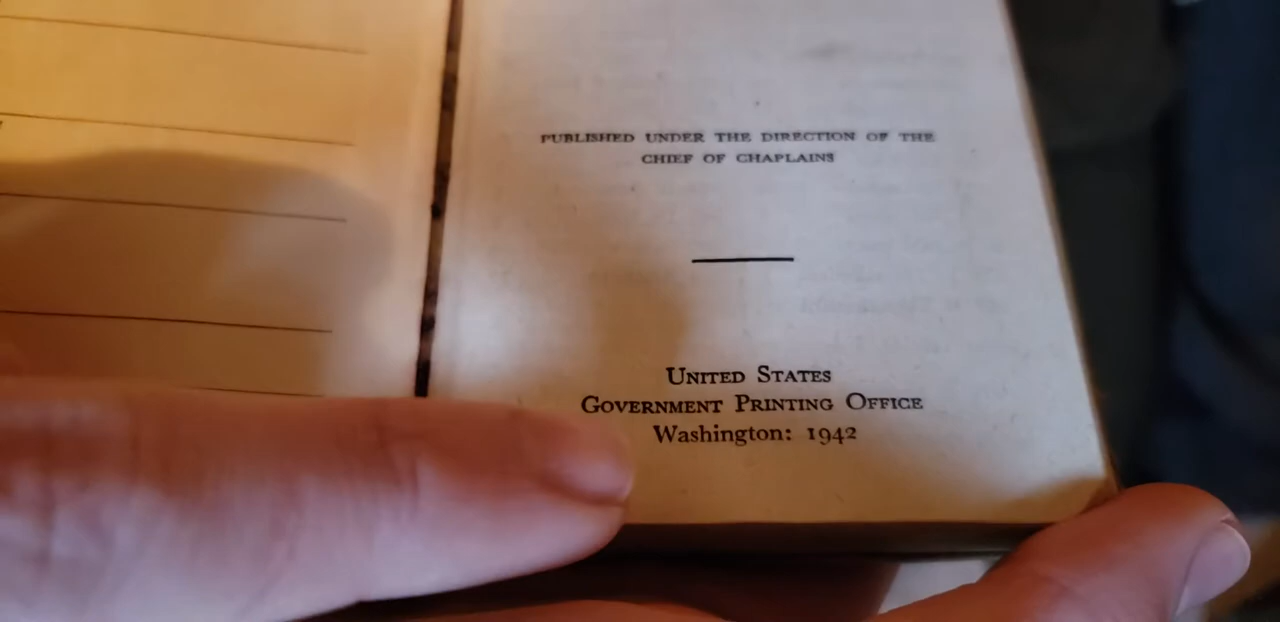 PUBLISHED UNDER THE DIRECTION OF THE
CHIEF OF CHAPLAINS
UNITED STATES
GOVERNMENT PRINTING OFFICE
Washington: 1942